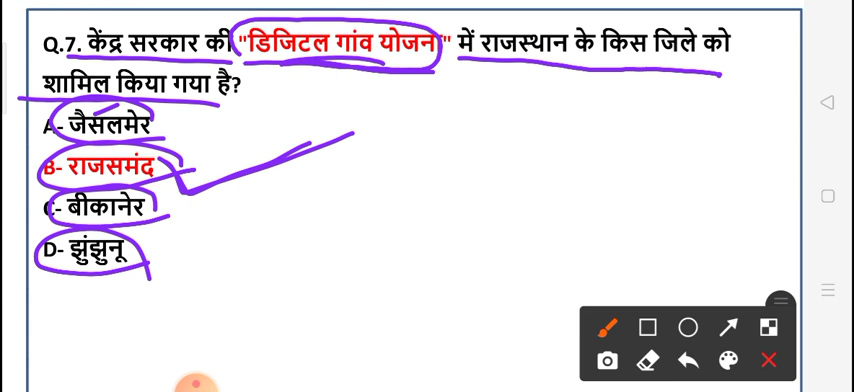 Q.7. केंद्र सरकार की "डिजिटल गांव योजना" में राजस्थान के किस जिले को
शामिल किया गया है?
A- जैसलमेर
B- राजसमंद
C- बीकानेर
D- झुंझुनू